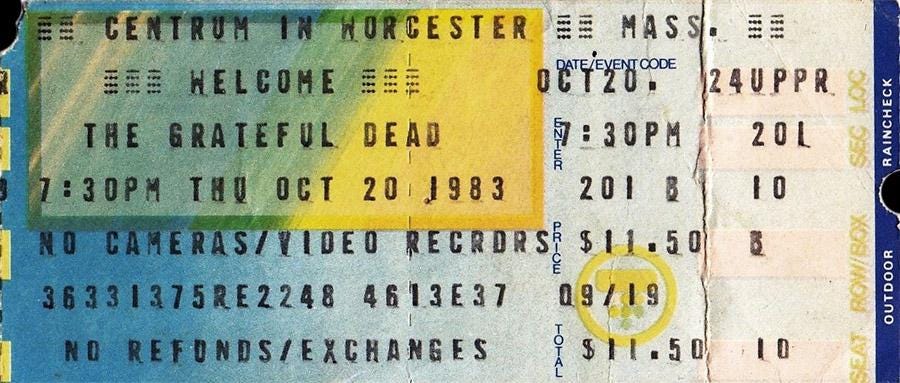 CENTRUM IN WORCESTER MASS.
DATE/EVENT CODE
WELCOME OCT20. 24UPPR
THE GRATEFUL DEAD 7:30PM 20L
ENTER
7:30PM THU OCT 20 1983 201 B 10
NO CAMERAS/VIDEO RECRDRS $11.50 B
PRICE
36331375RE2248 4613E37 09/19
NO REFUNDS/EXCHANGES $11.50 10
TOTAL
SEC LOC
ROW/BOX
SEAT
RAINCHECK
OUTDOOR